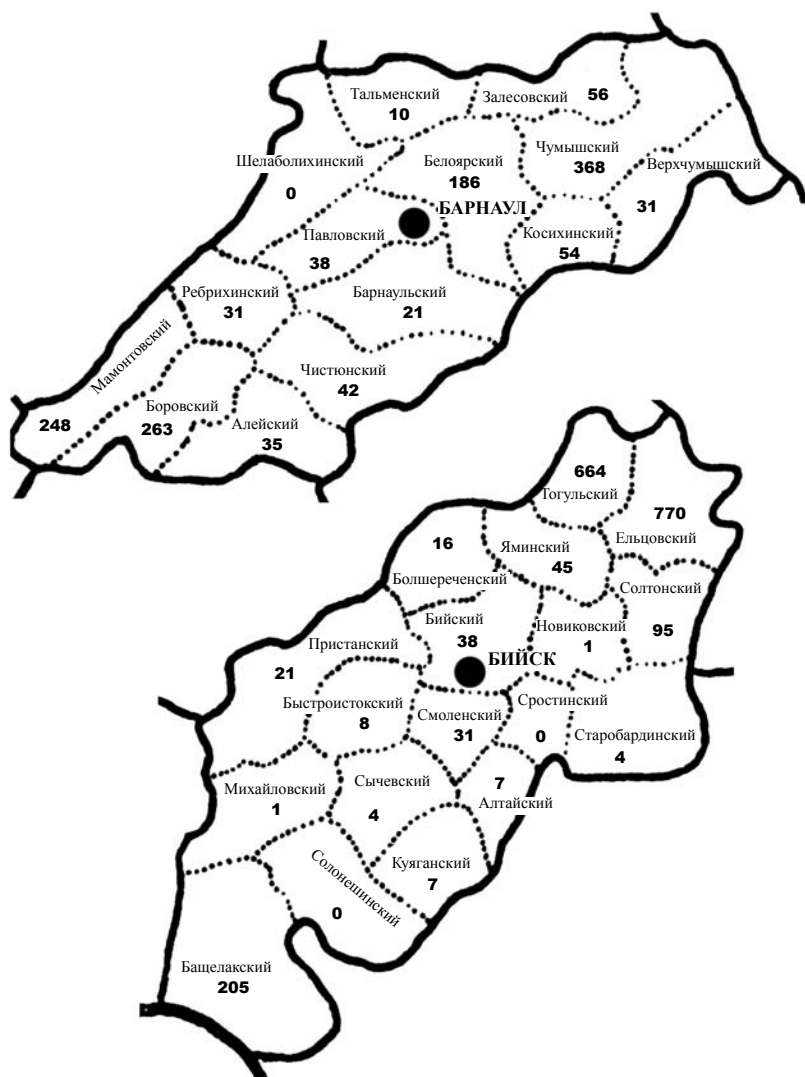 Тальменский
10
Залесовский
56
Шелаболихинский
0
Белоярский
186
Чумышский
368
Верхчумышский
31
БАРНАУЛ
Павловский
38
Косихинский
54
Ребрихинский
31
Барнаульский
21
Мамонтовский
248
Чистюнский
42
Боровский
263
Алейский
35
664
Тогульский
770
Ельцовский
16
Болшереченский
Яминский
45
Солтонский
95
Бийский
38
Новиковский
1
БИЙСК
Пристанский
21
Быстроистокский
8
Смоленский
31
Сростинский
0
Старобардинский
4
Михайловский
1
Сычевский
4
7
Алтайский
Солонешинский
0
Куяганский
7
Бащелакский
205